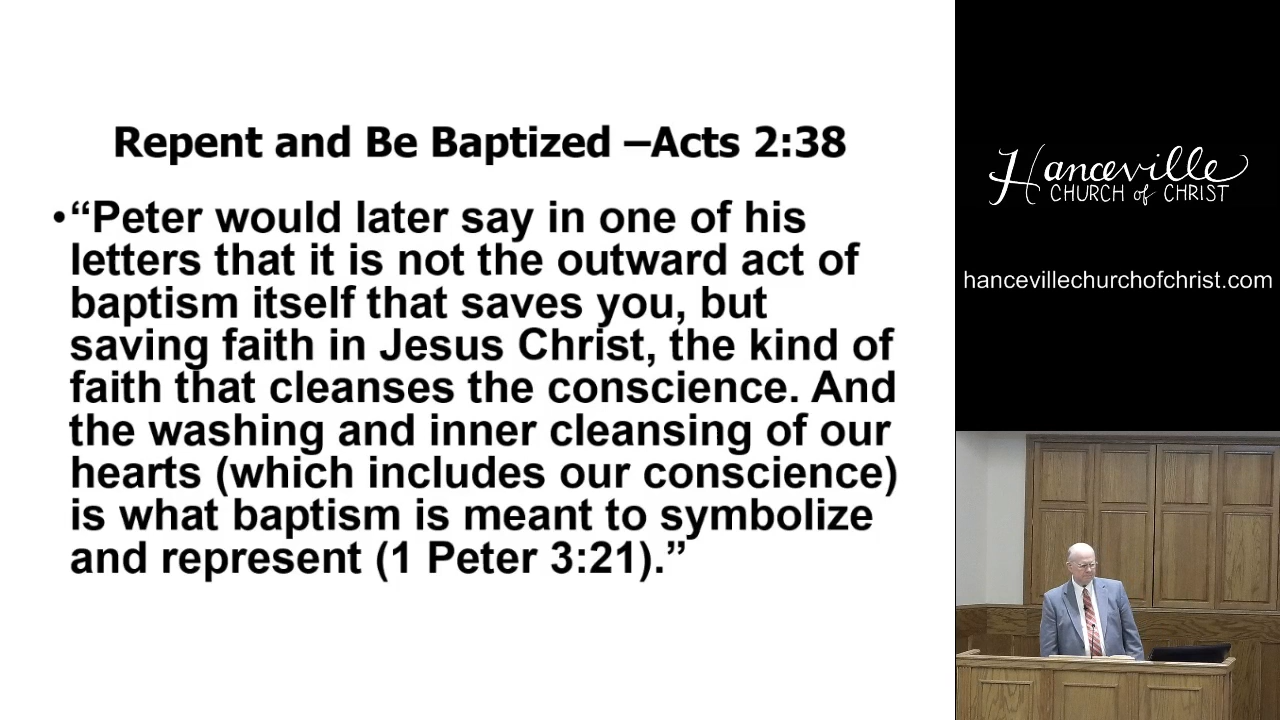 Repent and Be Baptized –Acts 2:38
•“Peter would later say in one of his
letters that it is not the outward act of
baptism itself that saves you, but
saving faith in Jesus Christ, the kind of
faith that cleanses the conscience. And
the washing and inner cleansing of our
hearts (which includes our conscience)
is what baptism is meant to symbolize
and represent (1 Peter 3:21).”
Hanceville
CHURCH of CHRIST
hancevillechurchofchrist.com